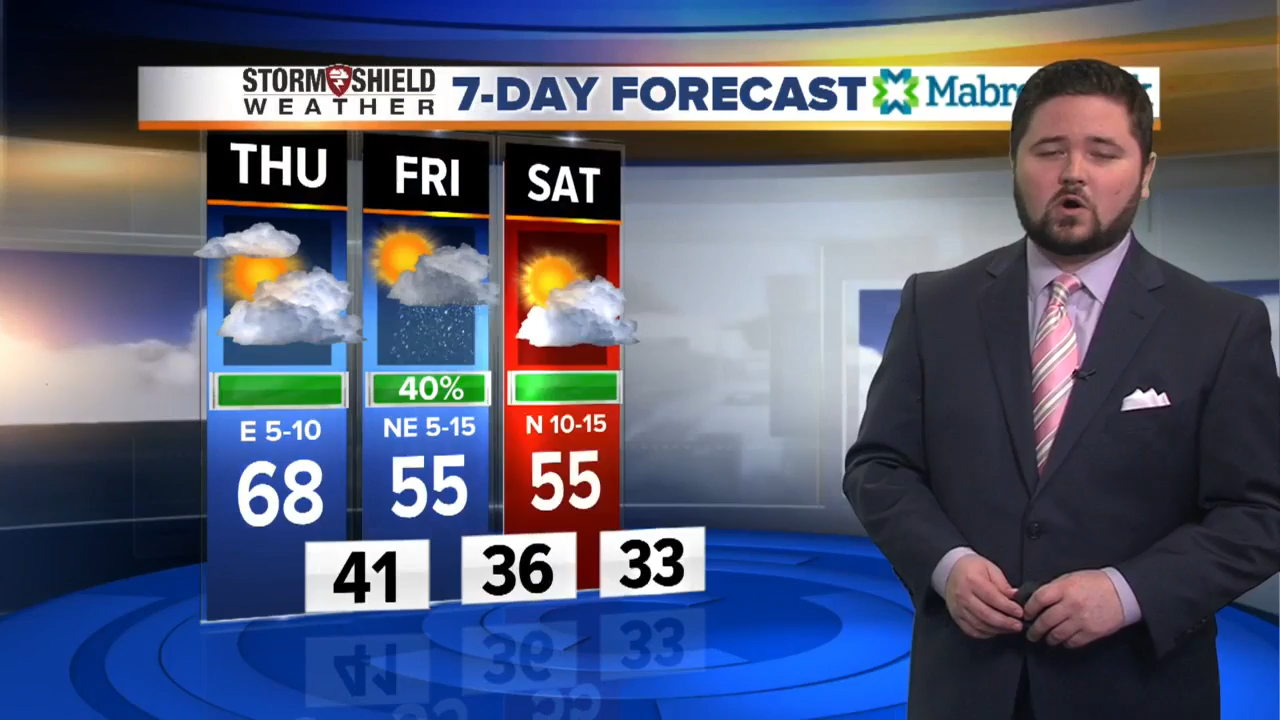 STORM SHIELD
WEATHER
7-DAY FORECAST
THU
FRI
SAT
40%
E 5-10
NE 5-15
N 10-15
68
55
55
41
36
33